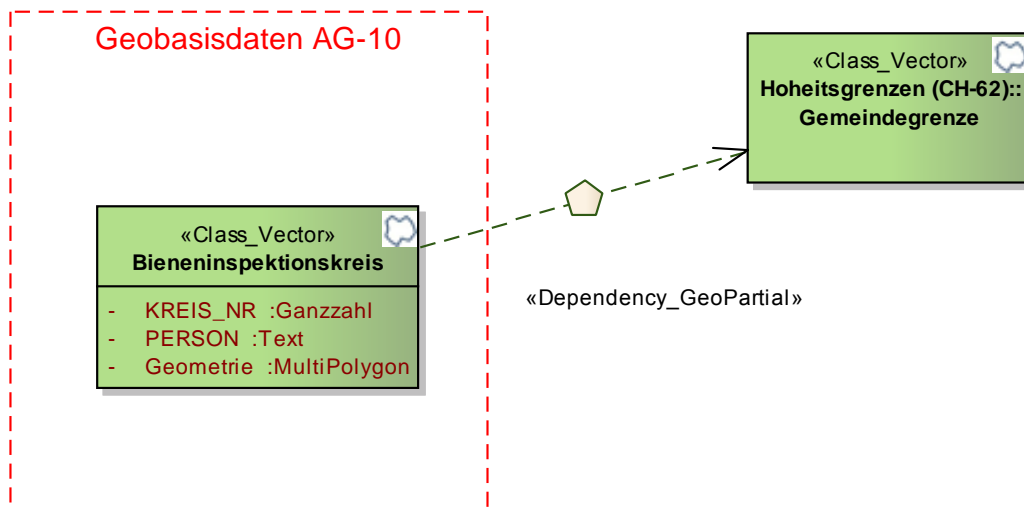 Geobasisdaten AG-10
«Class_Vector»
Hoheitsgrenzen (CH-62)::
Gemeindegrenze
«Class_Vector»
Bieneninspektionskreis
- KREIS_NR :Ganzzahl
- PERSON :Text
- Geometrie :MultiPolygon
«Dependency_GeoPartial»